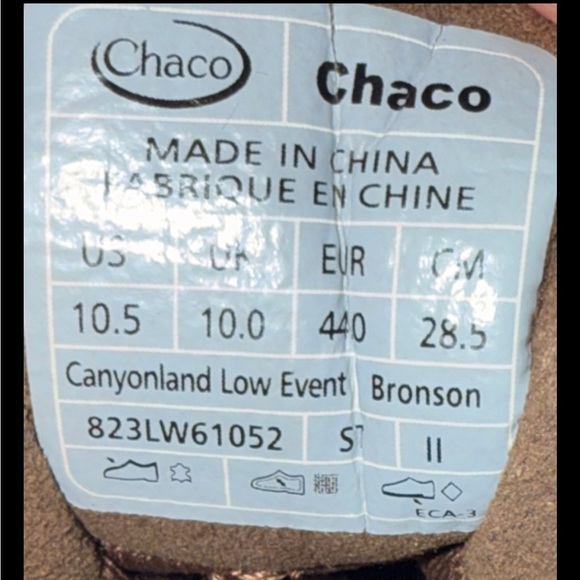 Chaco Chaco
MADE IN CHINA
FABRIQUE EN CHINE
US UK EUR CM
10.5 10.0 440 28.5
Canyonland Low Event Bronson
823LW61052 ST II
ECA-3